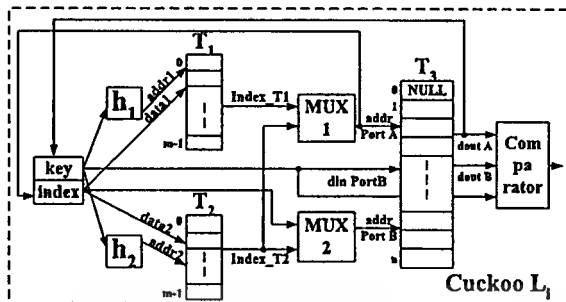 T1
T3
0
h1
addr1
data1
Index_T1
MUX
1
addr
Port A
0
NULL
1
m-1
dout A
Com
pa
rator
key
index
din PortB
dout B
data2
T2
0
h2
addr2
Index_T2
MUX
2
addr
Port B
m-1
n
Cuckoo Li